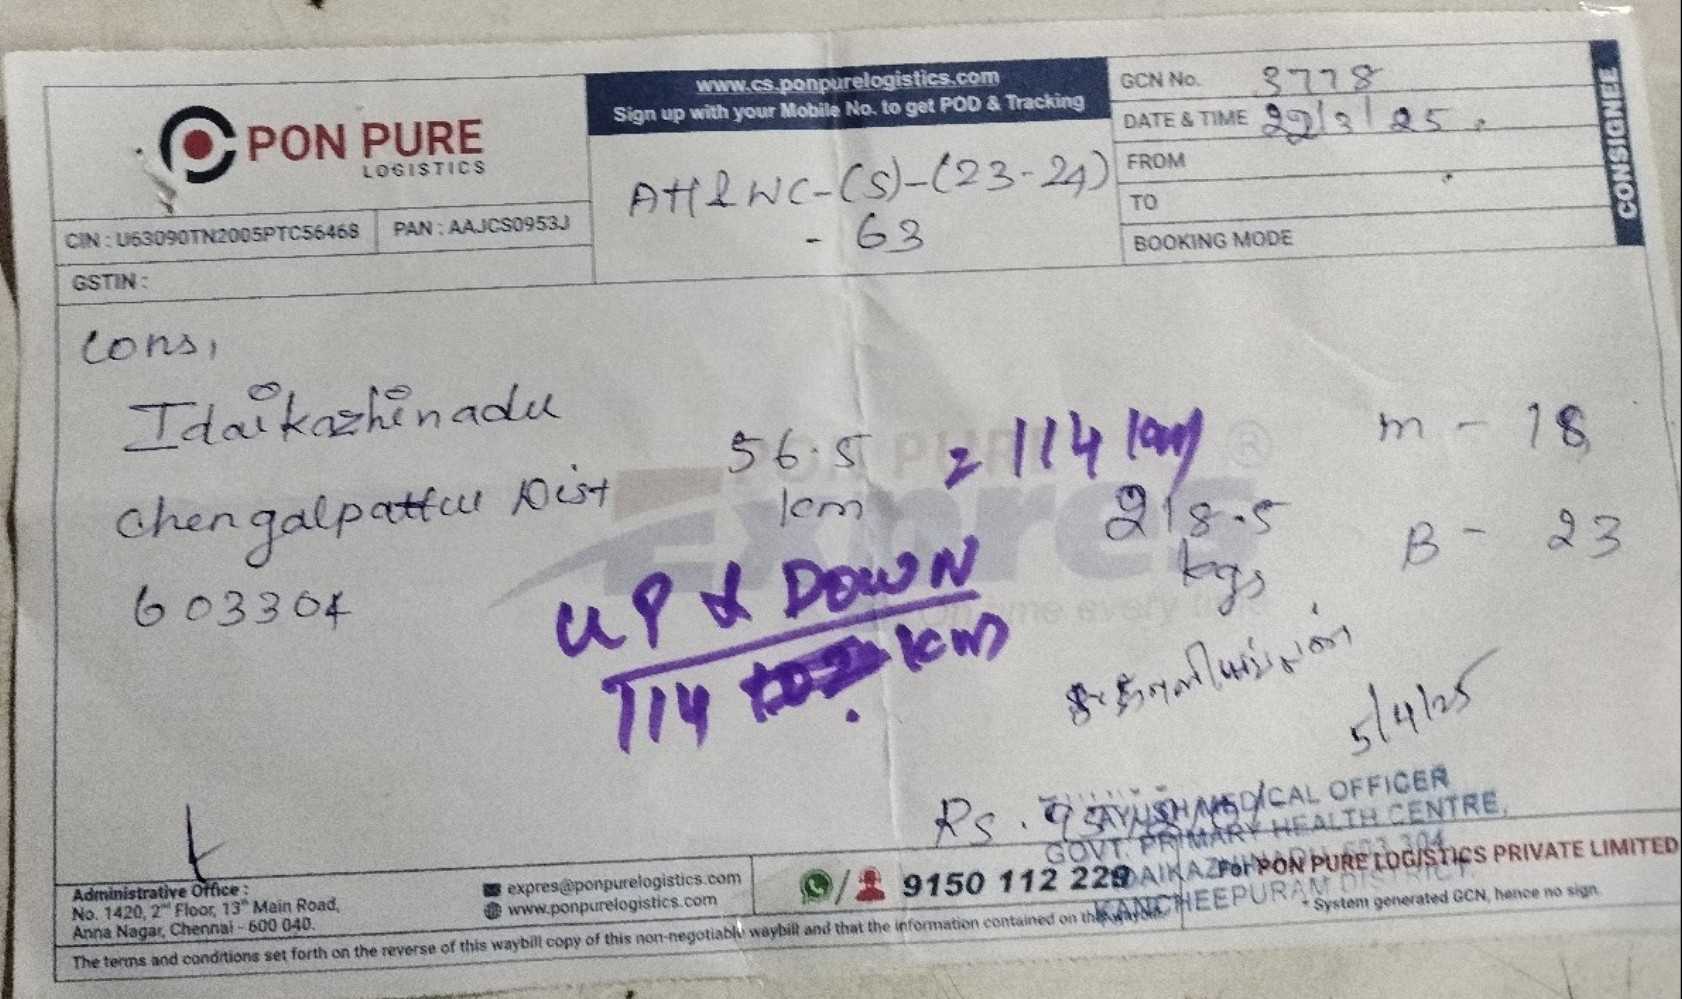 PON PURE
LOGISTICS
CIN : U63090TN2005PTC56468
PAN : AAJCS0953J
GSTIN :
www.cs.ponpurelogistics.com
Sign up with your Mobile No. to get POD & Tracking
AH&WC-(S)-(23-24)
- 63
GCN No. 3778
DATE & TIME 22/3/25
FROM
TO
BOOKING MODE
CONSIGNEE
Cons,
Idaikazhinadu
Chengalpattu Dist
603304
56.5
km
= 114 km
218.5
kgs
m - 18
B - 23
UP & DOWN
114 km
5/4/25
Rs.
AYUSH MEDICAL OFFICER
GOVT. PRIMARY HEALTH CENTRE,
KANCHEEPURAM DISTRICT.
Administrative Office :
No. 1420, 2nd Floor, 13th Main Road,
Anna Nagar, Chennai - 600 040.
expres@ponpurelogistics.com
www.ponpurelogistics.com
9150 112 229
For PON PURE LOGISTICS PRIVATE LIMITED
* System generated GCN, hence no sign.
The terms and conditions set forth on the reverse of this waybill copy of this non-negotiable waybill and that the information contained on the waybill.